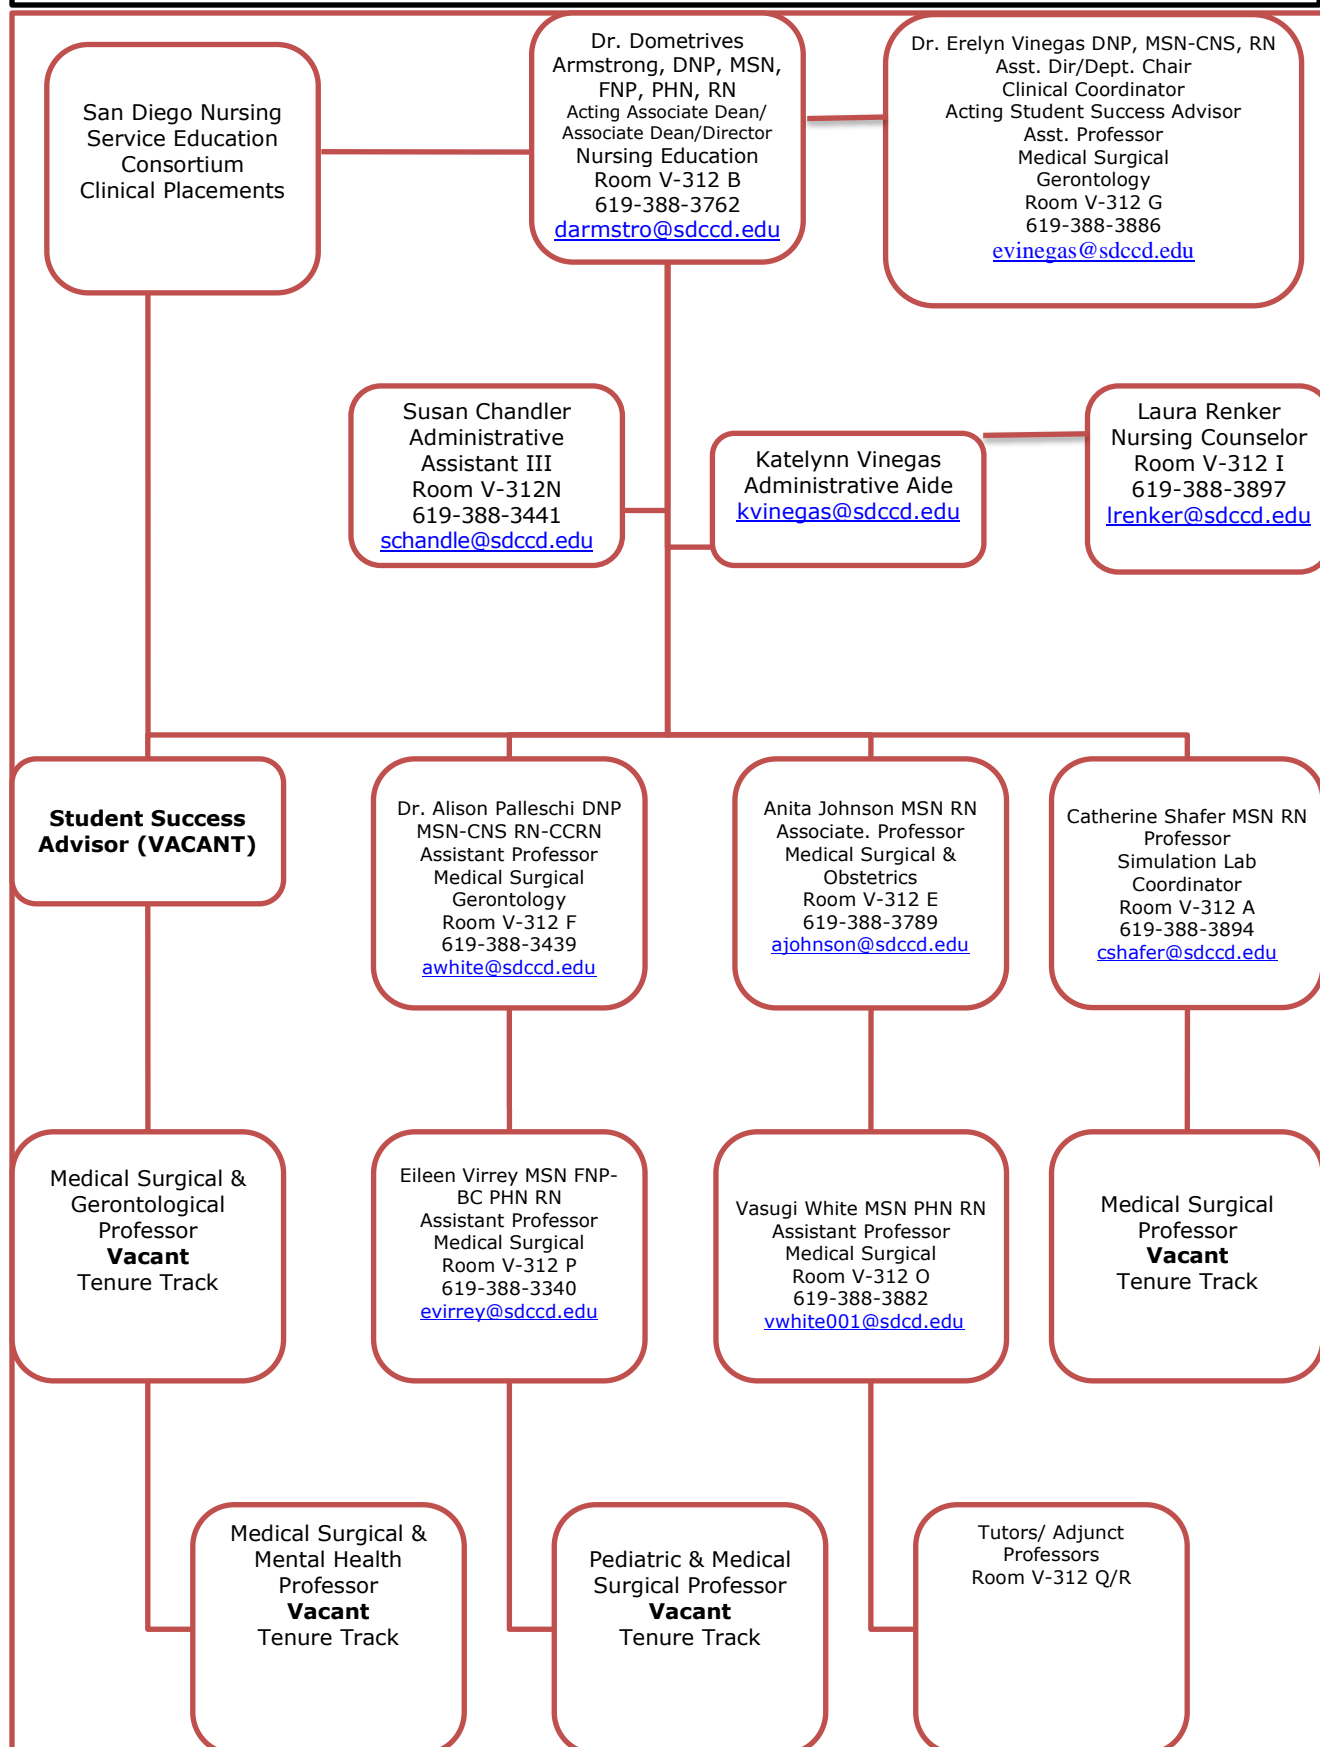 San Diego Nursing
Service Education
Consortium
Clinical Placements
Dr. Dometrives
Armstrong, DNP, MSN,
FNP, PHN, RN
Acting Associate Dean/
Associate Dean/Director
Nursing Education
Room V-312 B
619-388-3762
darmstro@sdccd.edu
Dr. Erelyn Vinegas DNP, MSN-CNS, RN
Asst. Dir/Dept. Chair
Clinical Coordinator
Acting Student Success Advisor
Asst. Professor
Medical Surgical
Gerontology
Room V-312 G
619-388-3886
evinegas@sdccd.edu
Susan Chandler
Administrative
Assistant III
Room V-312N
619-388-3441
schandle@sdccd.edu
Katelynn Vinegas
Administrative Aide
kvinegas@sdccd.edu
Laura Renker
Nursing Counselor
Room V-312 I
619-388-3897
lrenker@sdccd.edu
Student Success
Advisor (VACANT)
Dr. Alison Palleschi DNP
MSN-CNS RN-CCRN
Assistant Professor
Medical Surgical
Gerontology
Room V-312 F
619-388-3439
awhite@sdccd.edu
Anita Johnson MSN RN
Associate. Professor
Medical Surgical &
Obstetrics
Room V-312 E
619-388-3789
ajohnson@sdccd.edu
Catherine Shafer MSN RN
Professor
Simulation Lab
Coordinator
Room V-312 A
619-388-3894
cshafer@sdccd.edu
Medical Surgical &
Gerontological
Professor
Vacant
Tenure Track
Eileen Virrey MSN FNP-
BC PHN RN
Assistant Professor
Medical Surgical
Room V-312 P
619-388-3340
evirrey@sdccd.edu
Vasugi White MSN PHN RN
Assistant Professor
Medical Surgical
Room V-312 O
619-388-3882
vwhite001@sdcd.edu
Medical Surgical
Professor
Vacant
Tenure Track
Medical Surgical &
Mental Health
Professor
Vacant
Tenure Track
Pediatric & Medical
Surgical Professor
Vacant
Tenure Track
Tutors/ Adjunct
Professors
Room V-312 Q/R